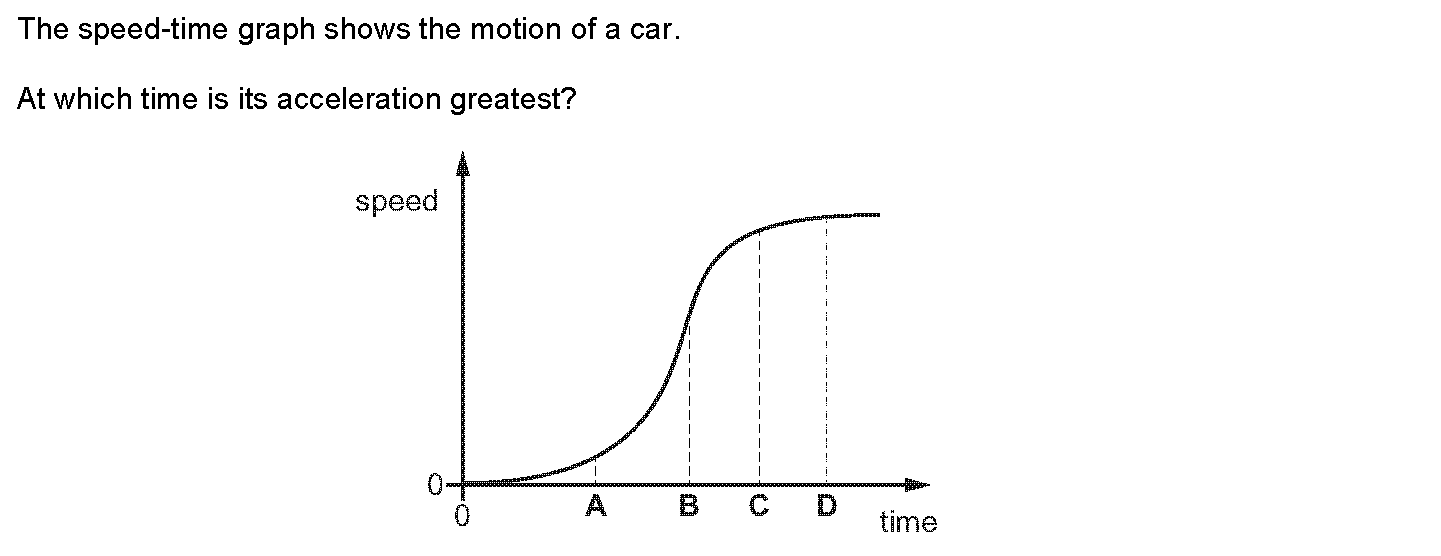 The speed-time graph shows the motion of a car.
At which time is its acceleration greatest?
speed
0
0
A B C D
time